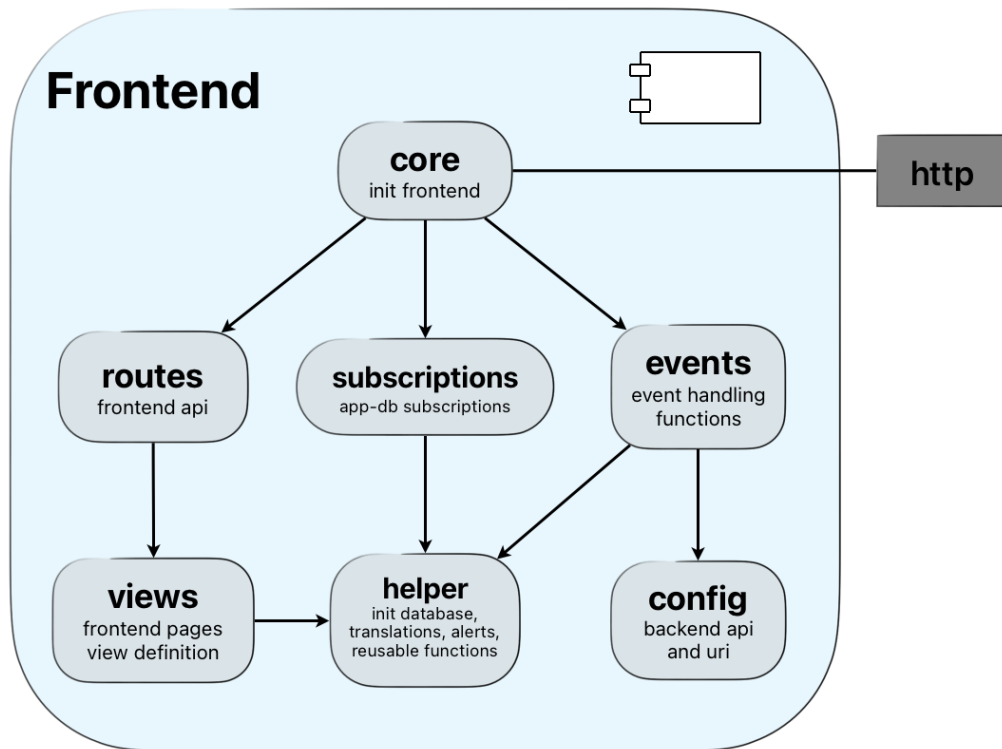 Frontend
core
init frontend
http
routes
frontend api
subscriptions
app-db subscriptions
events
event handling
functions
views
frontend pages
view definition
helper
init database,
translations, alerts,
reusable functions
config
backend api
and uri